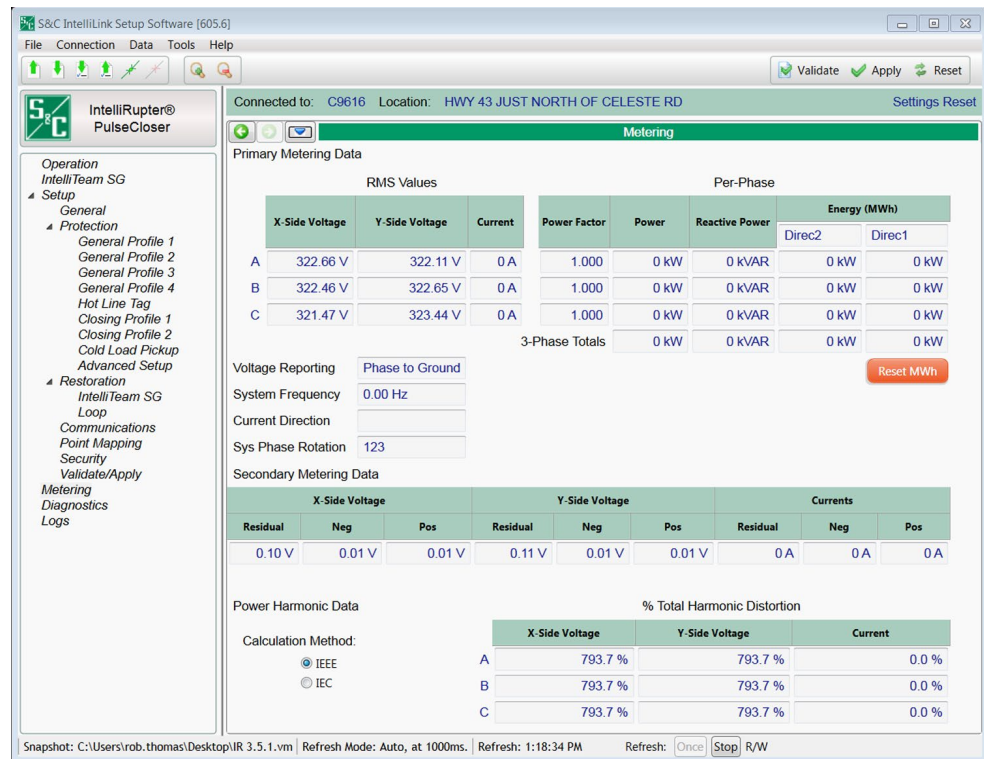 S&C IntelliLink Setup Software [605.6]
File Connection Data Tools Help
Validate Apply Reset
S&C IntelliRupter® PulseCloser
Connected to: C9616 Location: HWY 43 JUST NORTH OF CELESTE RD Settings Reset
Operation
IntelliTeam SG
Setup
General
Protection
General Profile 1
General Profile 2
General Profile 3
General Profile 4
Hot Line Tag
Closing Profile 1
Closing Profile 2
Cold Load Pickup
Advanced Setup
Restoration
IntelliTeam SG
Loop
Communications
Point Mapping
Security
Validate/Apply
Metering
Diagnostics
Logs
Metering
Primary Metering Data
RMS Values Per-Phase
X-Side Voltage Y-Side Voltage Current Power Factor Power Reactive Power Energy (MWh)
Direc2 Direc1
A 322.66 V 322.11 V 0 A 1.000 0 kW 0 kVAR 0 kW 0 kW
B 322.46 V 322.65 V 0 A 1.000 0 kW 0 kVAR 0 kW 0 kW
C 321.47 V 323.44 V 0 A 1.000 0 kW 0 kVAR 0 kW 0 kW
3-Phase Totals 0 kW 0 kVAR 0 kW 0 kW
Voltage Reporting Phase to Ground Reset MWh
System Frequency 0.00 Hz
Current Direction
Sys Phase Rotation 123
Secondary Metering Data
X-Side Voltage Y-Side Voltage Currents
Residual Neg Pos Residual Neg Pos Residual Neg Pos
0.10 V 0.01 V 0.01 V 0.11 V 0.01 V 0.01 V 0 A 0 A 0 A
Power Harmonic Data % Total Harmonic Distortion
Calculation Method: X-Side Voltage Y-Side Voltage Current
IEEE A 793.7 % 793.7 % 0.0 %
IEC B 793.7 % 793.7 % 0.0 %
C 793.7 % 793.7 % 0.0 %
Snapshot: C:\Users\rob.thomas\Desktop\IR 3.5.1.vm Refresh Mode: Auto, at 1000ms. Refresh: 1:18:34 PM Refresh: Once Stop R/W